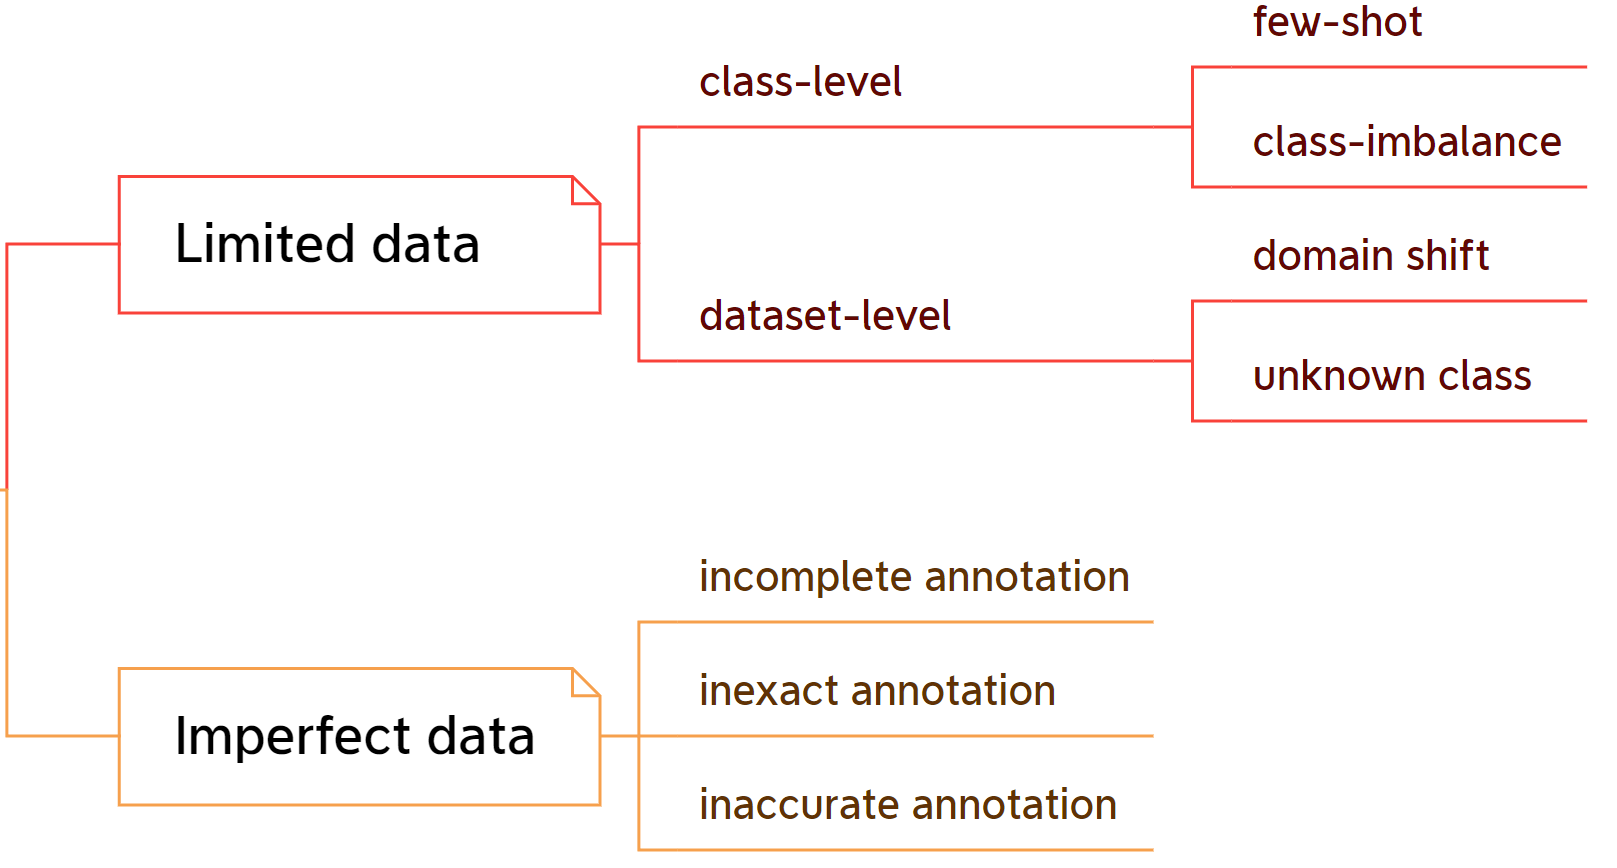 few-shot
class-level
class-imbalance
Limited data
domain shift
dataset-level
unknown class
incomplete annotation
inexact annotation
Imperfect data
inaccurate annotation